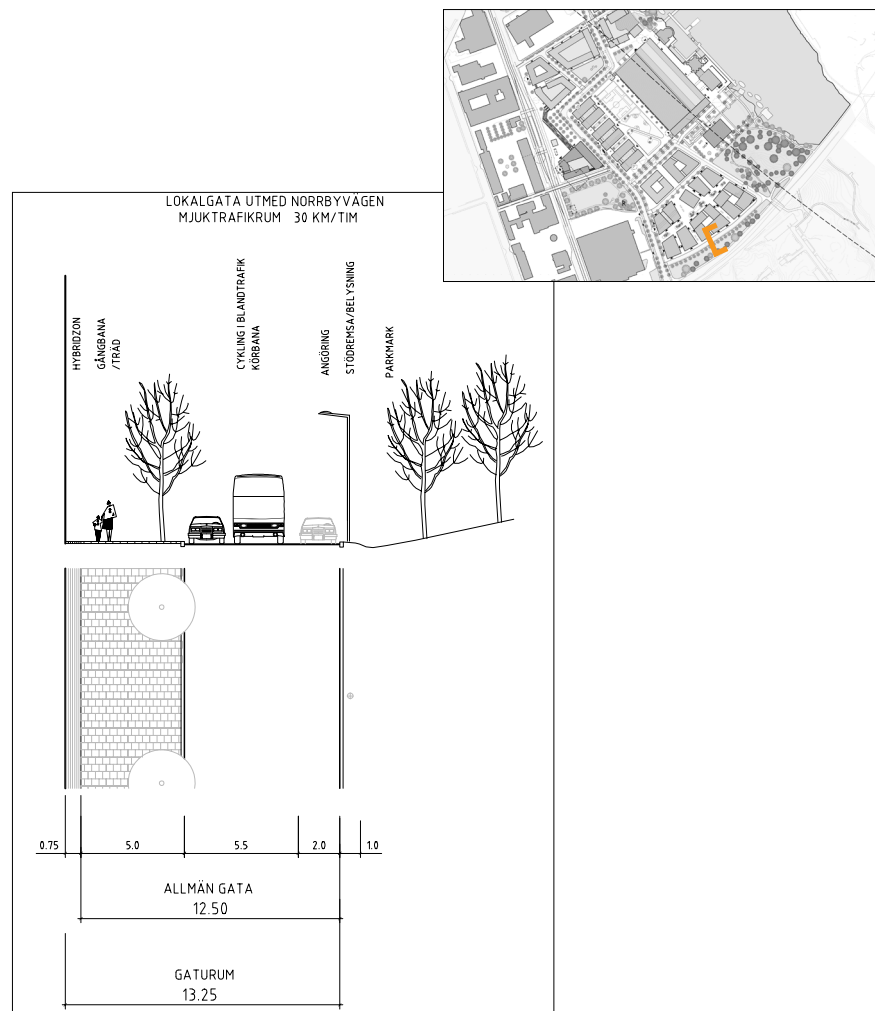 LOKALGATA UTMED NORRBYVÄGEN
MJUKTRAFIKRUM 30 KM/TIM
HYBRIDZON
GÅNGBANA
/TRÄD
CYKLING I BLANDTRAFIK
KÖRBANA
ANGÖRING
STÖDREMSA/BELYSNING
PARKMARK
0.75 5.0 5.5 2.0 1.0
ALLMÄN GATA
12.50
GATURUM
13.25